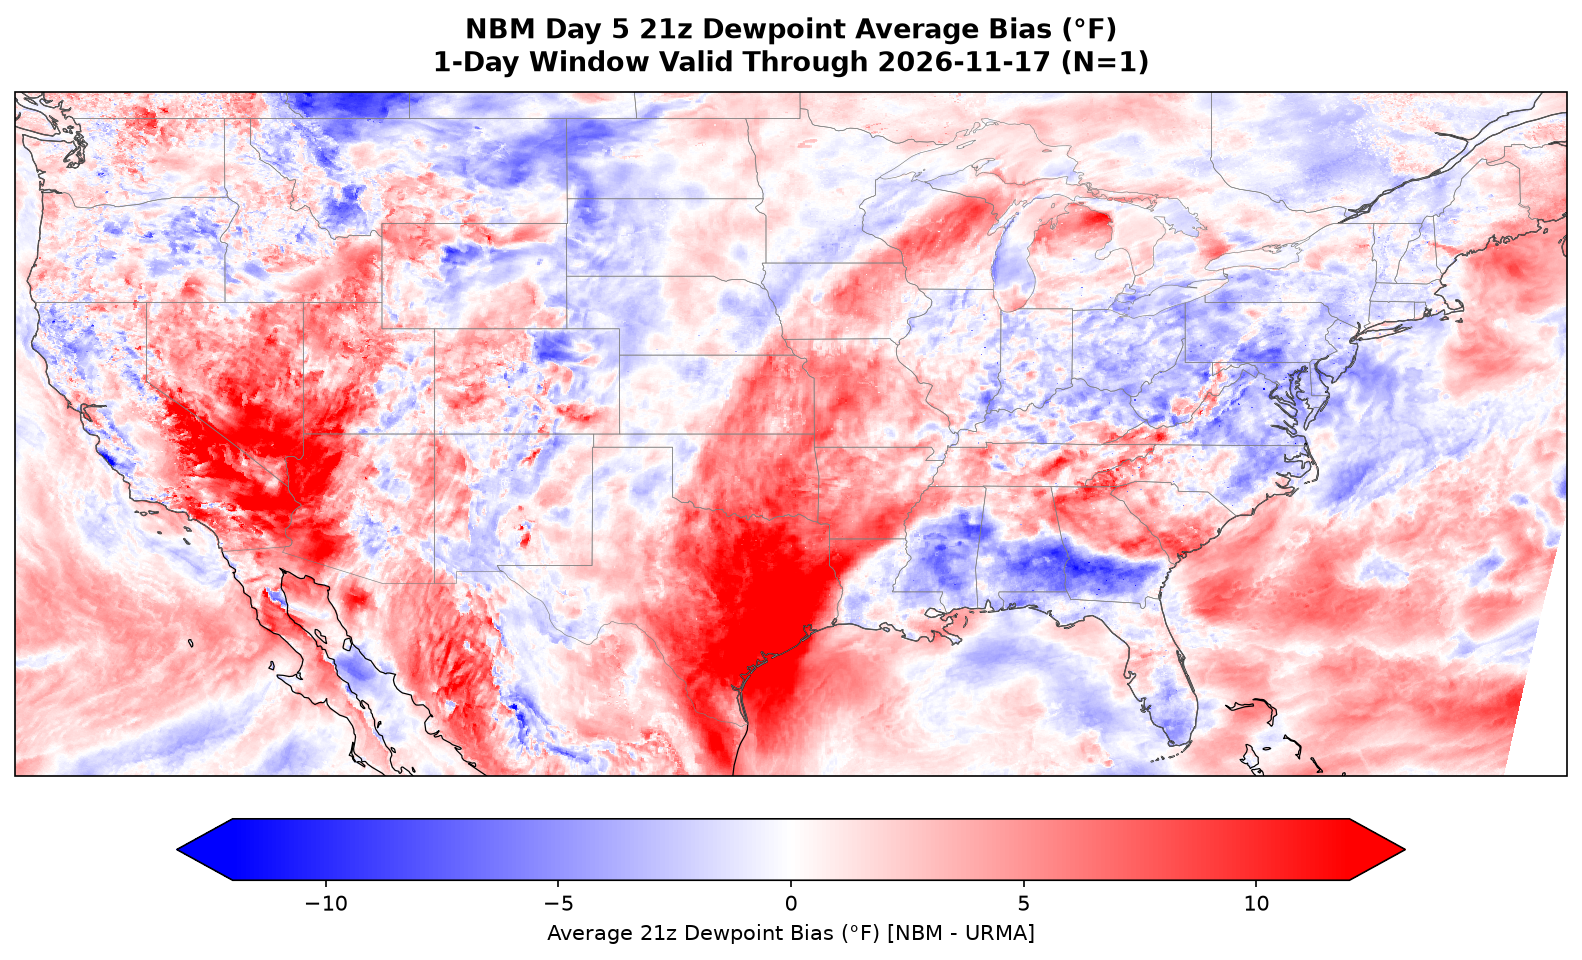 NBM Day 5 21z Dewpoint Average Bias (°F)
1-Day Window Valid Through 2026-11-17 (N=1)
−10 −5 0 5 10
Average 21z Dewpoint Bias (°F) [NBM - URMA]